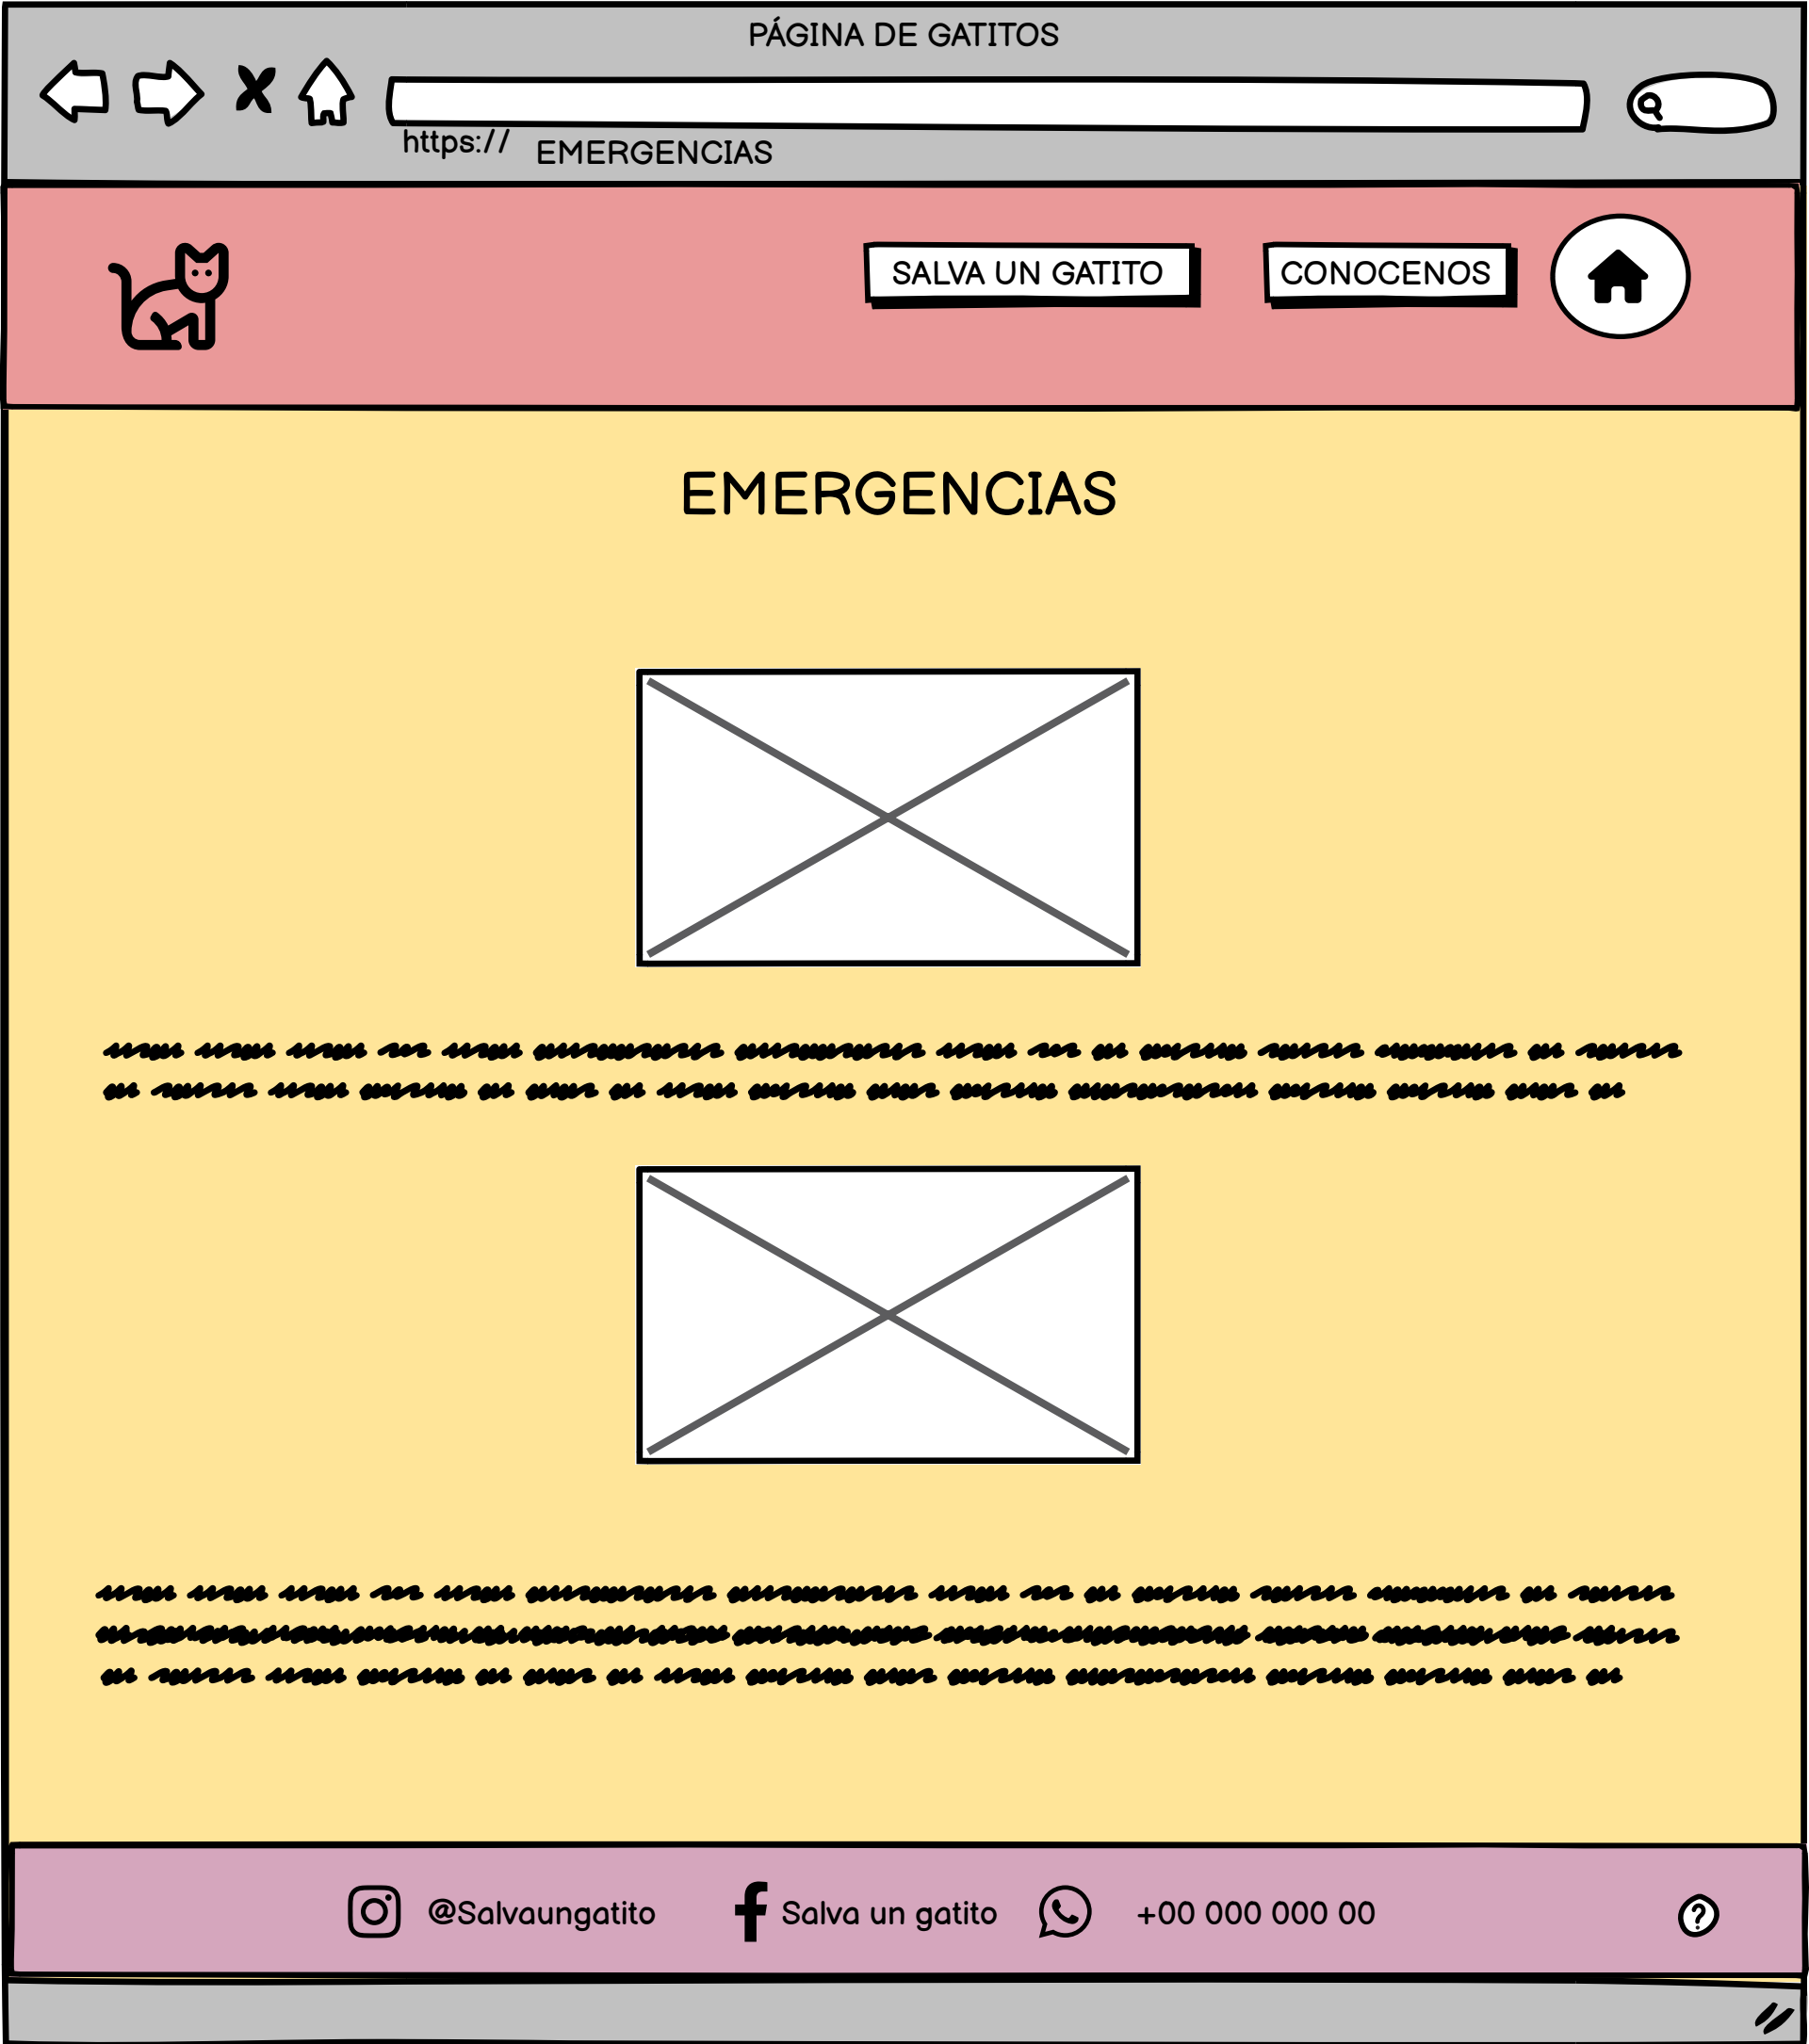 PÁGINA DE GATITOS
https:// EMERGENCIAS
SALVA UN GATITO
CONOCENOS
EMERGENCIAS
@Salvaungatito
Salva un gatito
+00 000 000 00
?